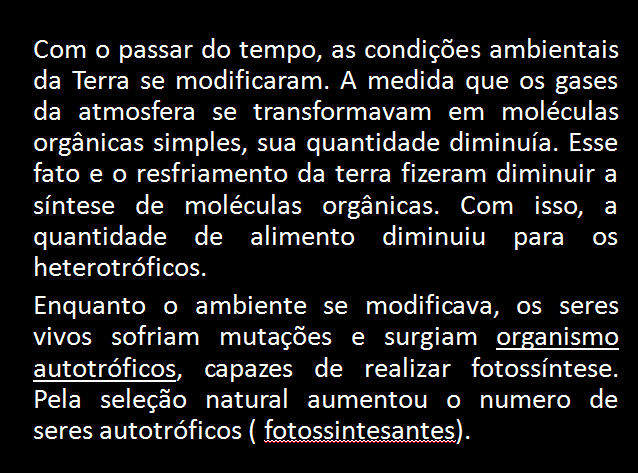 Com o passar do tempo, as condições ambientais
da Terra se modificaram. A medida que os gases
da atmosfera se transformavam em moléculas
orgânicas simples, sua quantidade diminuía. Esse
fato e o resfriamento da terra fizeram diminuir a
síntese de moléculas orgânicas. Com isso, a
quantidade de alimento diminuiu para os
heterotróficos.
Enquanto o ambiente se modificava, os seres
vivos sofriam mutações e surgiam organismo
autotróficos, capazes de realizar fotossíntese.
Pela seleção natural aumentou o numero de
seres autotróficos ( fotossintesantes).